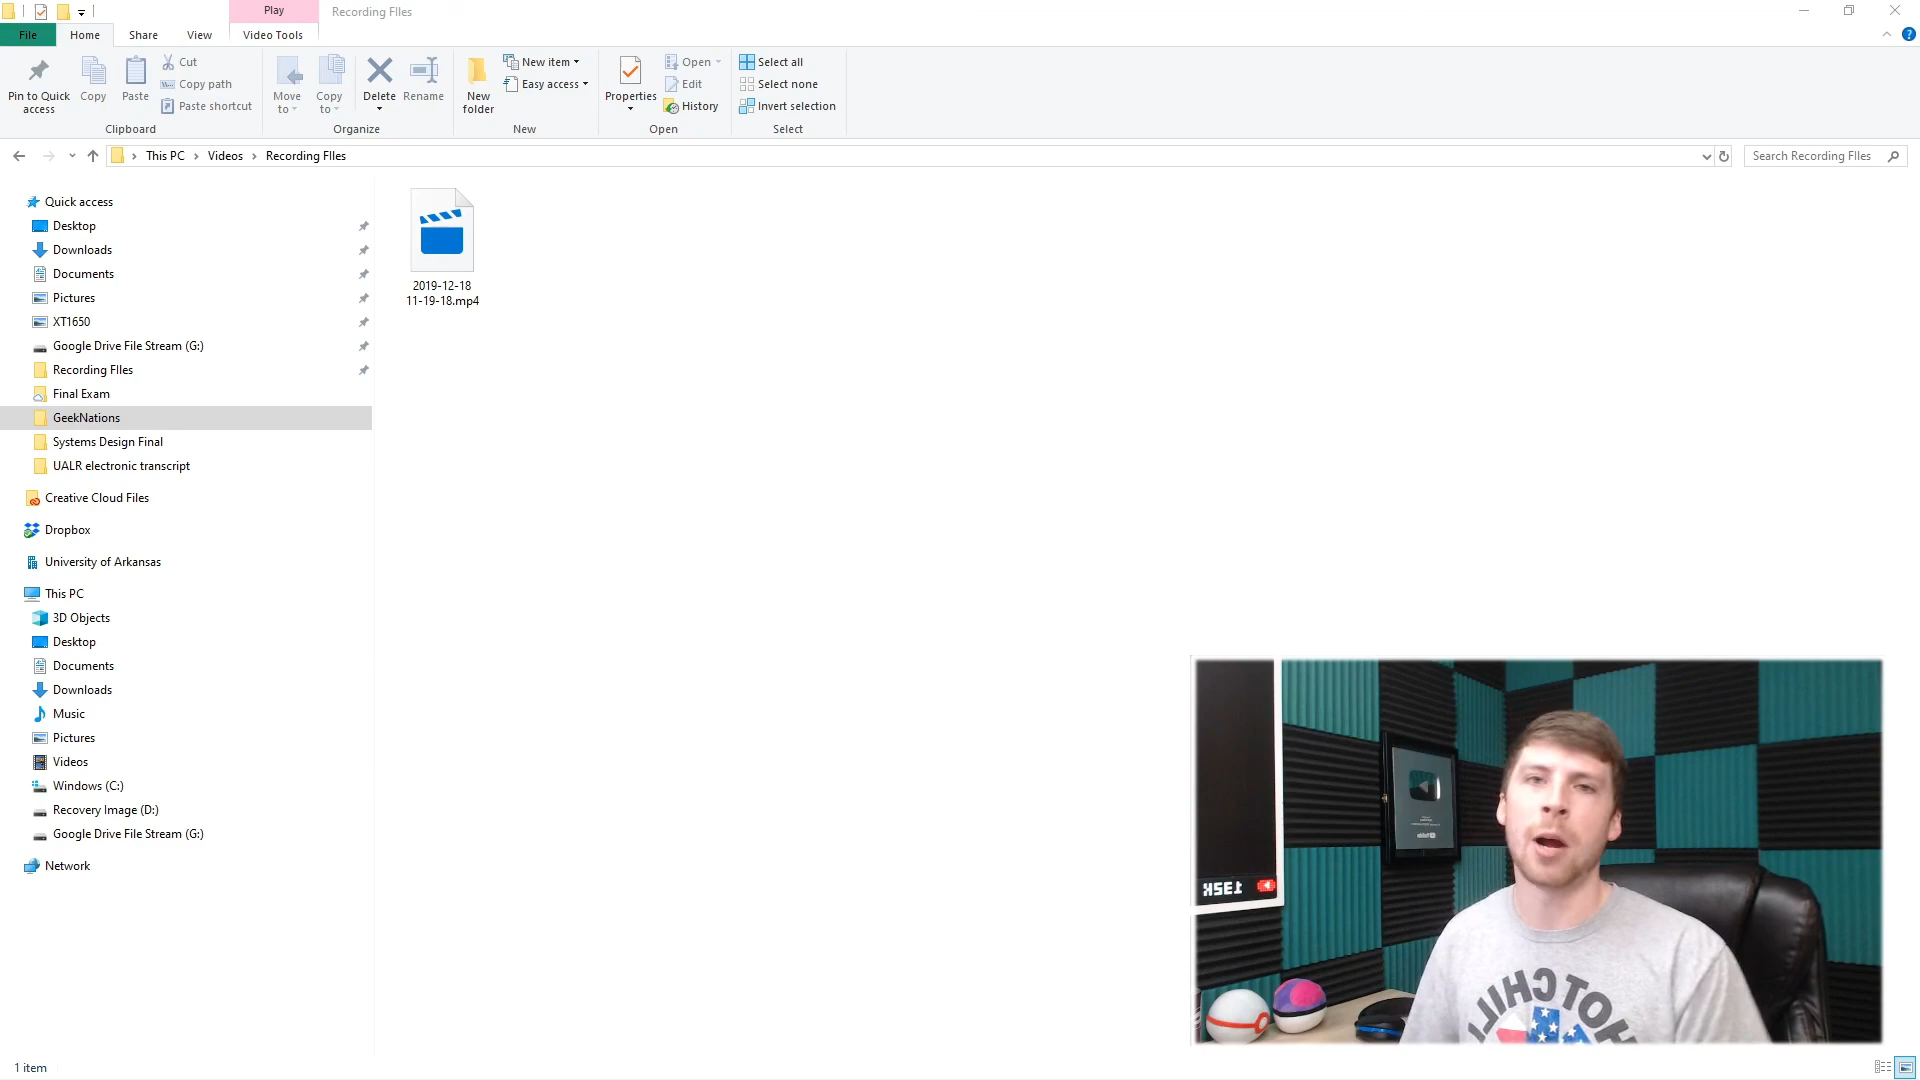 Play
Recording FIles
File
Home
Share
View
Video Tools
Pin to Quick
access
Copy
Paste
Cut
Copy path
Paste shortcut
Clipboard
Move
to
Copy
to
Delete
Rename
Organize
New
folder
New item
Easy access
New
Properties
Open
Edit
History
Open
Select all
Select none
Invert selection
Select
This PC
Videos
Recording FIles
Search Recording FIles
Quick access
Desktop
Downloads
Documents
Pictures
XT1650
Google Drive File Stream (G:)
Recording FIles
Final Exam
GeekNations
Systems Design Final
UALR electronic transcript
Creative Cloud Files
Dropbox
University of Arkansas
This PC
3D Objects
Desktop
Documents
Downloads
Music
Pictures
Videos
Windows (C:)
Recovery Image (D:)
Google Drive File Stream (G:)
Network
2019-12-18
11-19-18.mp4
1 item